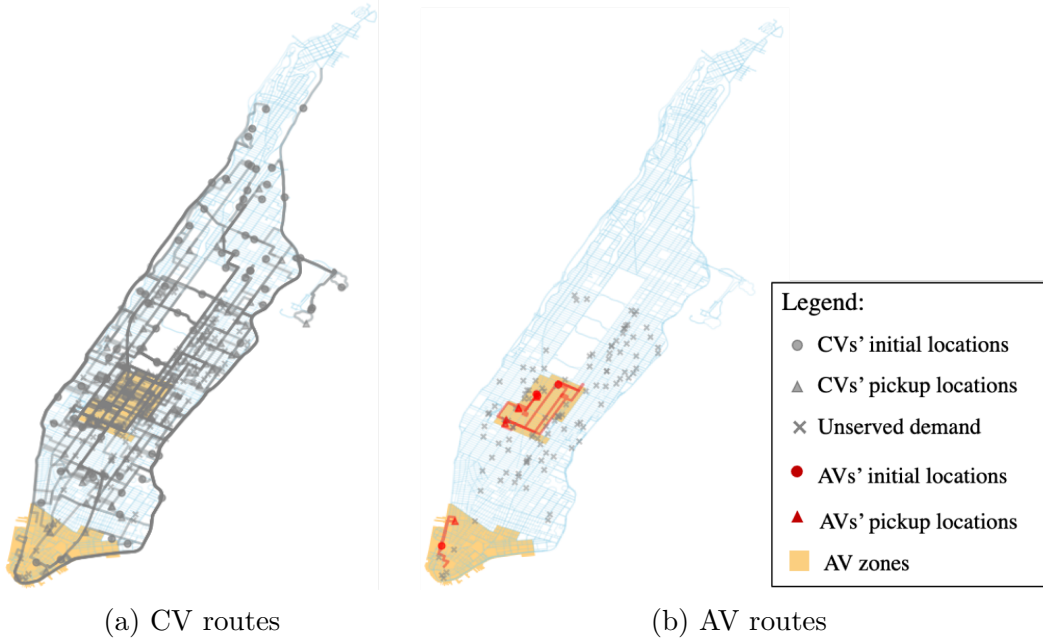 Legend:
CVs' initial locations
CVs' pickup locations
Unserved demand
AVs' initial locations
AVs' pickup locations
AV zones
(a) CV routes
(b) AV routes